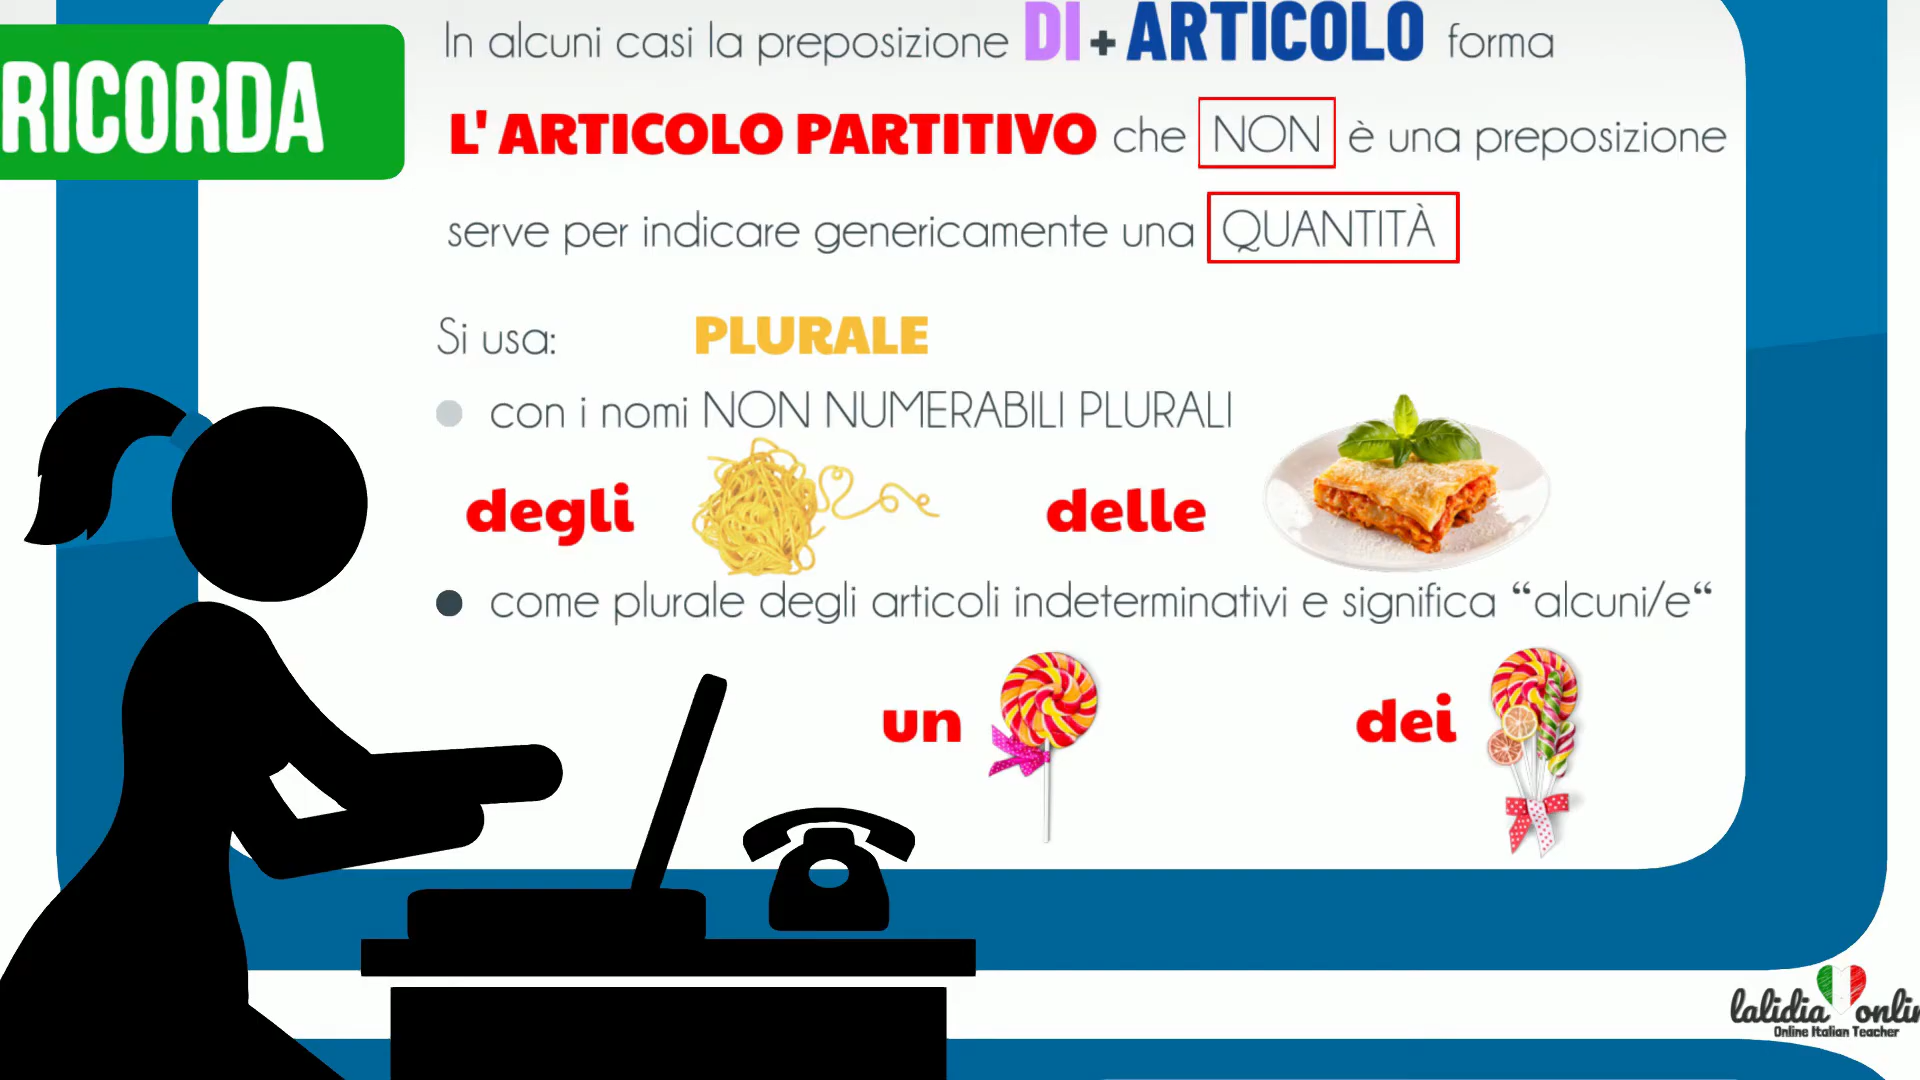 RICORDA
In alcuni casi la preposizione DI + ARTICOLO forma
L' ARTICOLO PARTITIVO che NON è una preposizione
serve per indicare genericamente una QUANTITÀ
Si usa: PLURALE
con i nomi NON NUMERABILI PLURALI
degli delle
come plurale degli articoli indeterminativi e significa “alcuni/e“
un dei
lalidia onlin
Online Italian Teacher